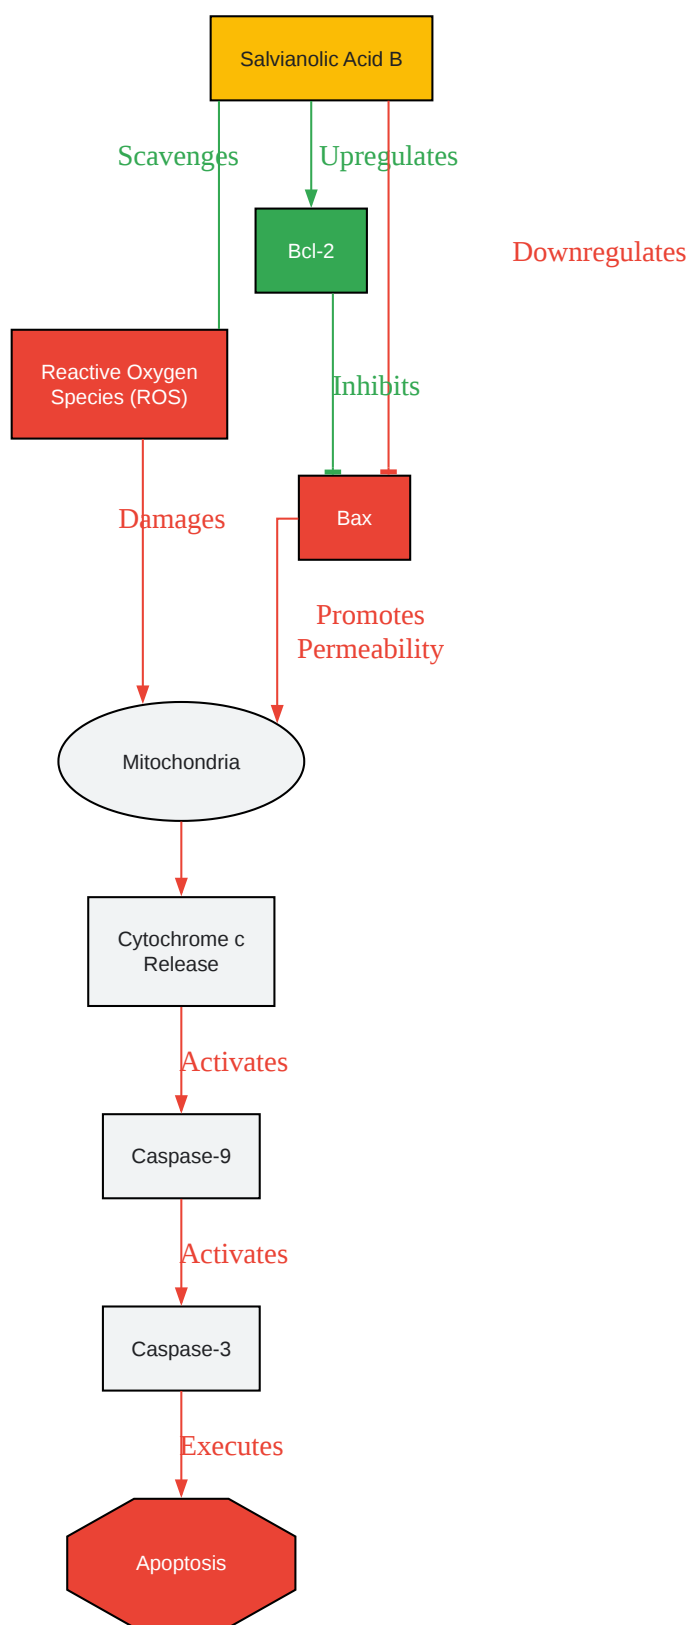 Salvianolic Acid B
Scavenges
Upregulates
Bcl-2
Downregulates
Reactive Oxygen
Species (ROS)
Inhibits
Damages
Bax
Promotes
Permeability
Mitochondria
Cytochrome c
Release
Activates
Caspase-9
Activates
Caspase-3
Executes
Apoptosis